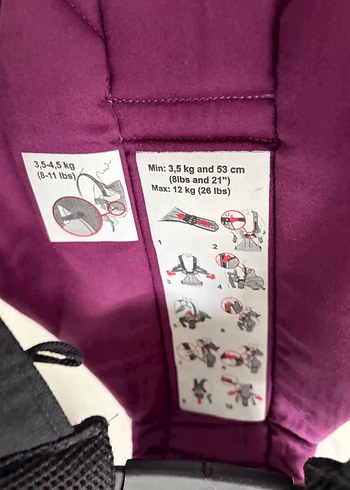 3,5-4,5 kg
(8-11 lbs)
Min: 3,5 kg and 53 cm
(8lbs and 21")
Max: 12 kg (26 lbs)
1
2
3
4
5
6
7
8
9
10